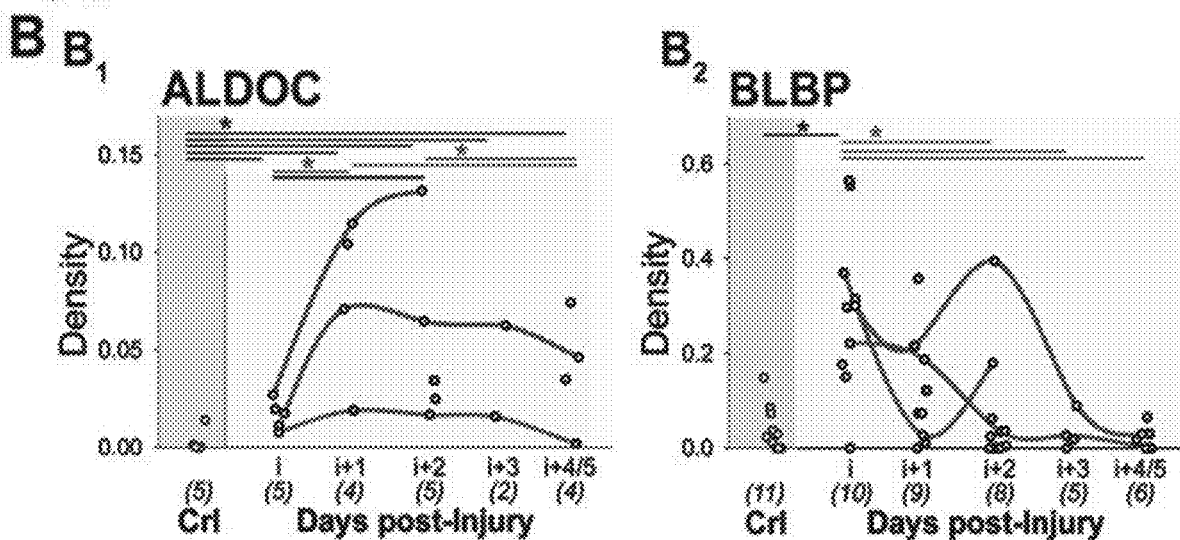 B B1 B2
ALDOC BLBP
* * * * *
0.15
0.10
0.05
0.00
Density
i i+1 i+2 i+3 i+4/5
(5) (5) (4) (5) (2) (4)
Crl Days post-Injury
0.6
0.4
0.2
0.0
Density
i i+1 i+2 i+3 i+4/5
(11) (10) (9) (8) (5) (6)
Crl Days post-Injury